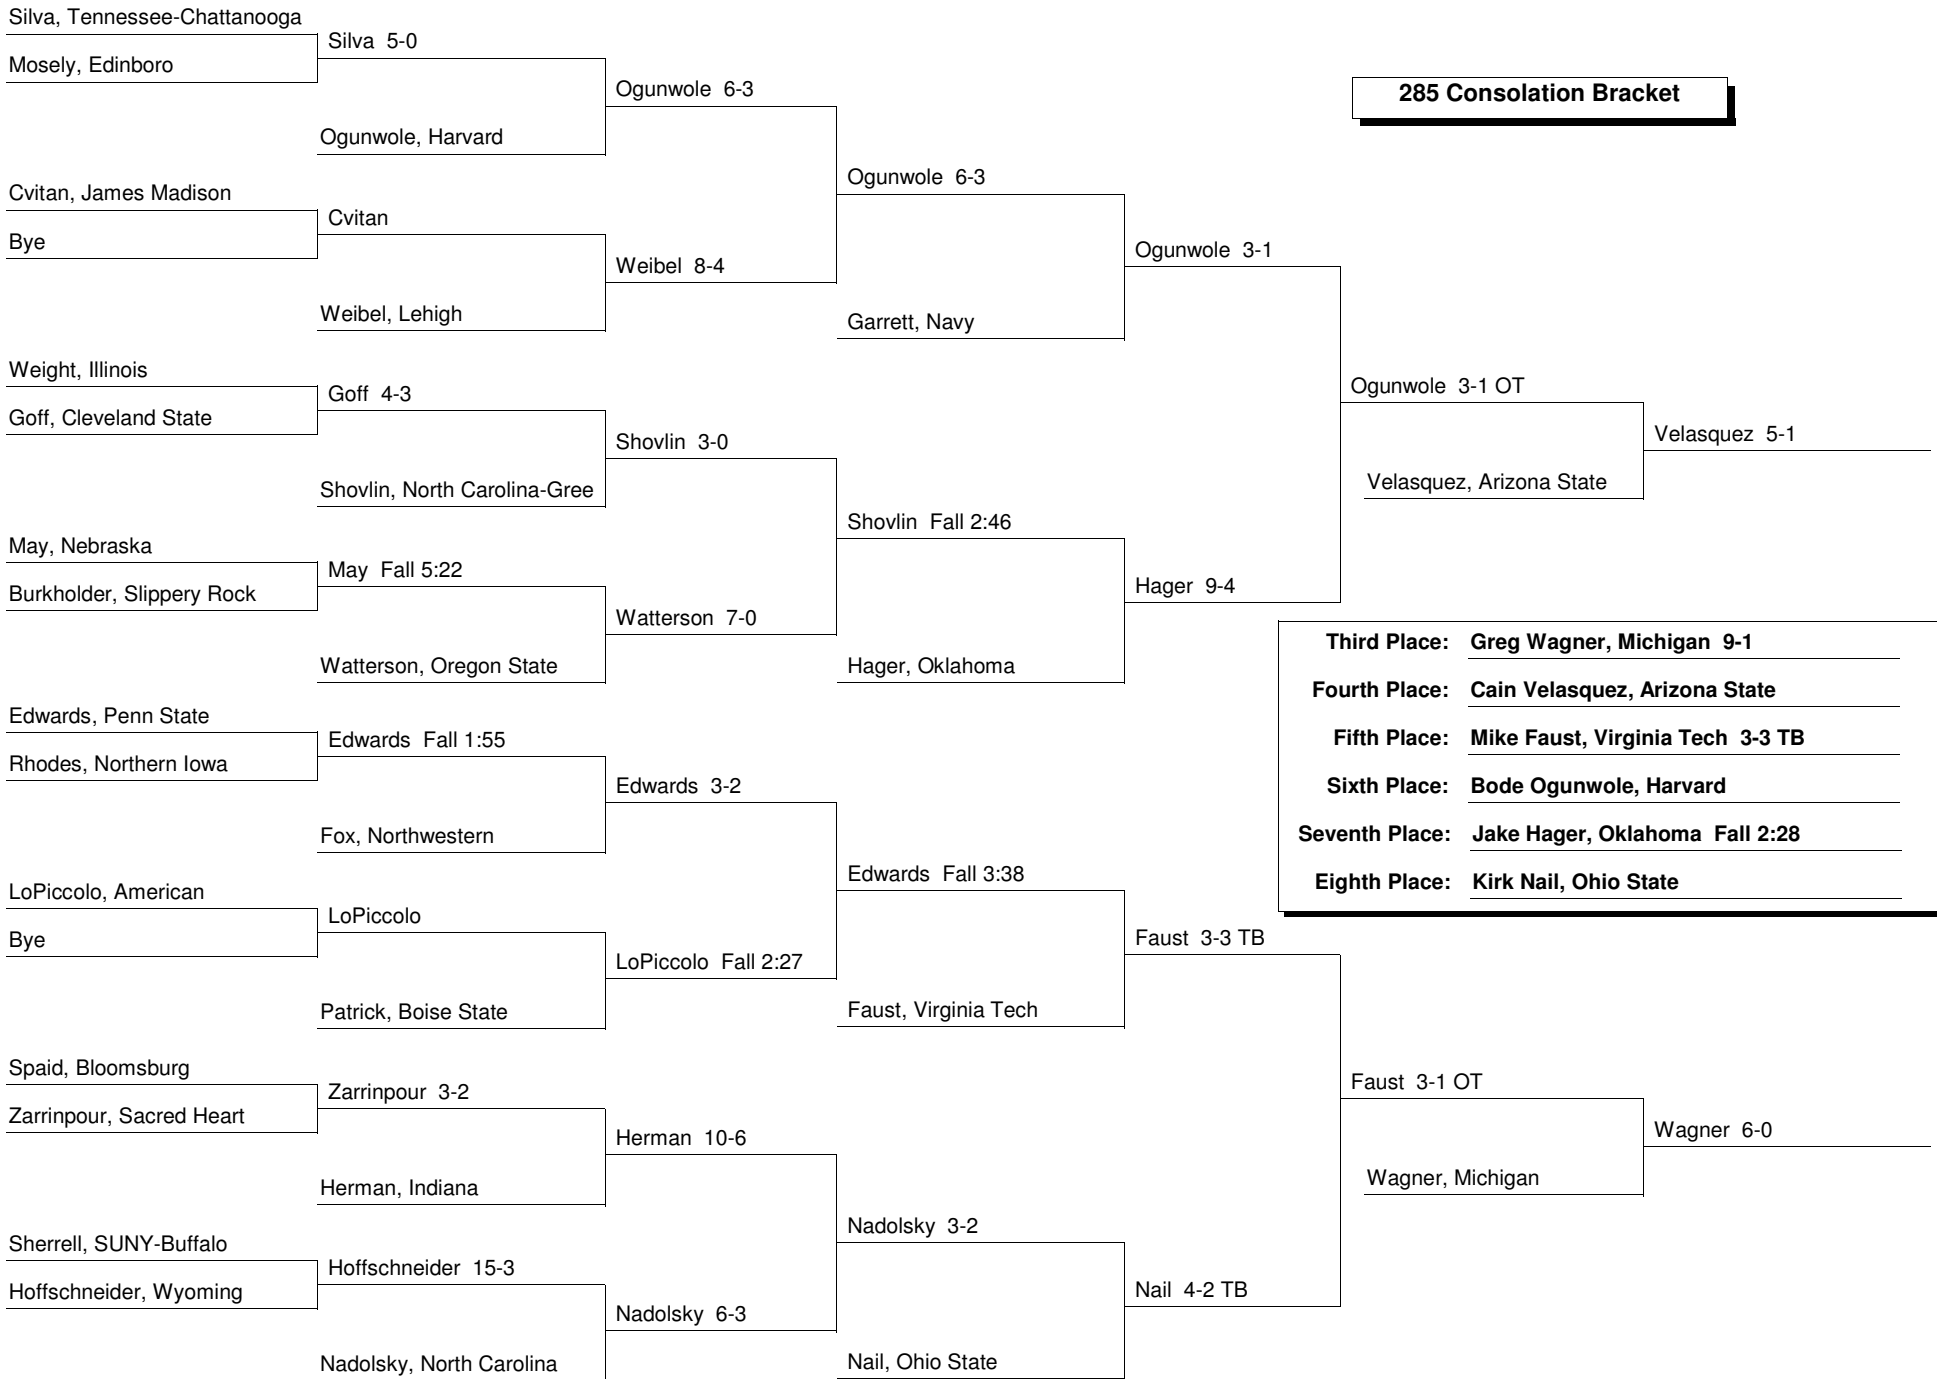 Silva, Tennessee-Chattanooga
Mosely, Edinboro
Cvitan, James Madison
Bye
Weight, Illinois
Goff, Cleveland State
May, Nebraska
Burkholder, Slippery Rock
Edwards, Penn State
Rhodes, Northern Iowa
LoPiccolo, American
Bye
Spaid, Bloomsburg
Zarrinpour, Sacred Heart
Sherrell, SUNY-Buffalo
Hoffschneider, Wyoming
Silva 5-0
Ogunwole, Harvard
Cvitan
Weibel, Lehigh
Goff 4-3
Shovlin, North Carolina-Gree
May Fall 5:22
Watterson, Oregon State
Edwards Fall 1:55
Fox, Northwestern
LoPiccolo
Patrick, Boise State
Zarrinpour 3-2
Herman, Indiana
Hoffschneider 15-3
Nadolsky, North Carolina
Ogunwole 6-3
Weibel 8-4
Shovlin 3-0
Watterson 7-0
Edwards 3-2
LoPiccolo Fall 2:27
Herman 10-6
Nadolsky 6-3
Ogunwole 6-3
Garrett, Navy
Shovlin Fall 2:46
Hager, Oklahoma
Edwards Fall 3:38
Faust, Virginia Tech
Nadolsky 3-2
Nail, Ohio State
Ogunwole 3-1
Hager 9-4
Faust 3-3 TB
Nail 4-2 TB
Ogunwole 3-1 OT
Velasquez, Arizona State
Faust 3-1 OT
Wagner, Michigan
Velasquez 5-1
Wagner 6-0
285 Consolation Bracket
Third Place: Greg Wagner, Michigan 9-1
Fourth Place: Cain Velasquez, Arizona State
Fifth Place: Mike Faust, Virginia Tech 3-3 TB
Sixth Place: Bode Ogunwole, Harvard
Seventh Place: Jake Hager, Oklahoma Fall 2:28
Eighth Place: Kirk Nail, Ohio State